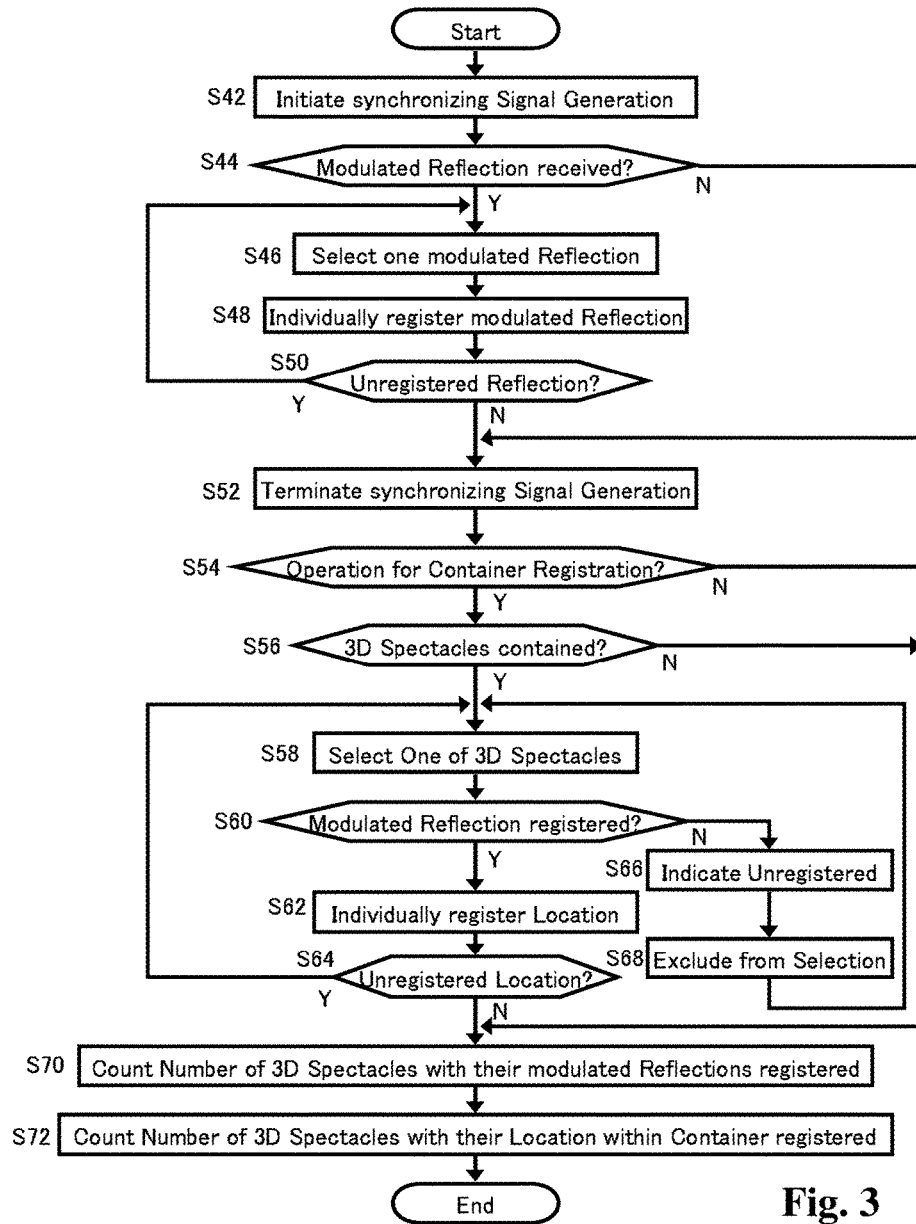 Start
S42 Initiate synchronizing Signal Generation
S44 Modulated Reflection received?
N
Y
S46 Select one modulated Reflection
S48 Individually register modulated Reflection
S50 Unregistered Reflection?
Y
N
S52 Terminate synchronizing Signal Generation
S54 Operation for Container Registration?
N
Y
S56 3D Spectacles contained?
N
Y
S58 Select One of 3D Spectacles
S60 Modulated Reflection registered?
N
Y
S66 Indicate Unregistered
S62 Individually register Location
S64 Unregistered Location?
S68 Exclude from Selection
Y
N
S70 Count Number of 3D Spectacles with their modulated Reflections registered
S72 Count Number of 3D Spectacles with their Location within Container registered
End
Fig. 3